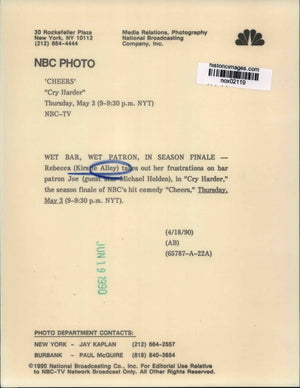 30 Rockefeller Plaza
New York, NY 10112
(212) 664-4444
Media Relations, Photography
National Broadcasting
Company, Inc.
historicimages.com
nox02119
NBC PHOTO
'CHEERS'
"Cry Harder"
Thursday, May 3 (9-9:30 p.m. NYT)
NBC-TV
WET BAR, WET PATRON, IN SEASON FINALE --
Rebecca (Kirstie Alley) takes out her frustrations on bar
patron Joe (guest star Michael Holden), in "Cry Harder,"
the season finale of NBC's hit comedy "Cheers," Thursday,
May 3 (9-9:30 p.m. NYT).
(4/18/90)
(AB)
(65787-A-22A)
JUN 19 1990
PHOTO DEPARTMENT CONTACTS:
NEW YORK - JAY KAPLAN (212) 664-2557
BURBANK - PAUL McGUIRE (818) 840-3654
©1990 National Broadcasting Co., Inc. For Editorial Use Relative
to NBC-TV Network Broadcast Only. All Other Rights Reserved.